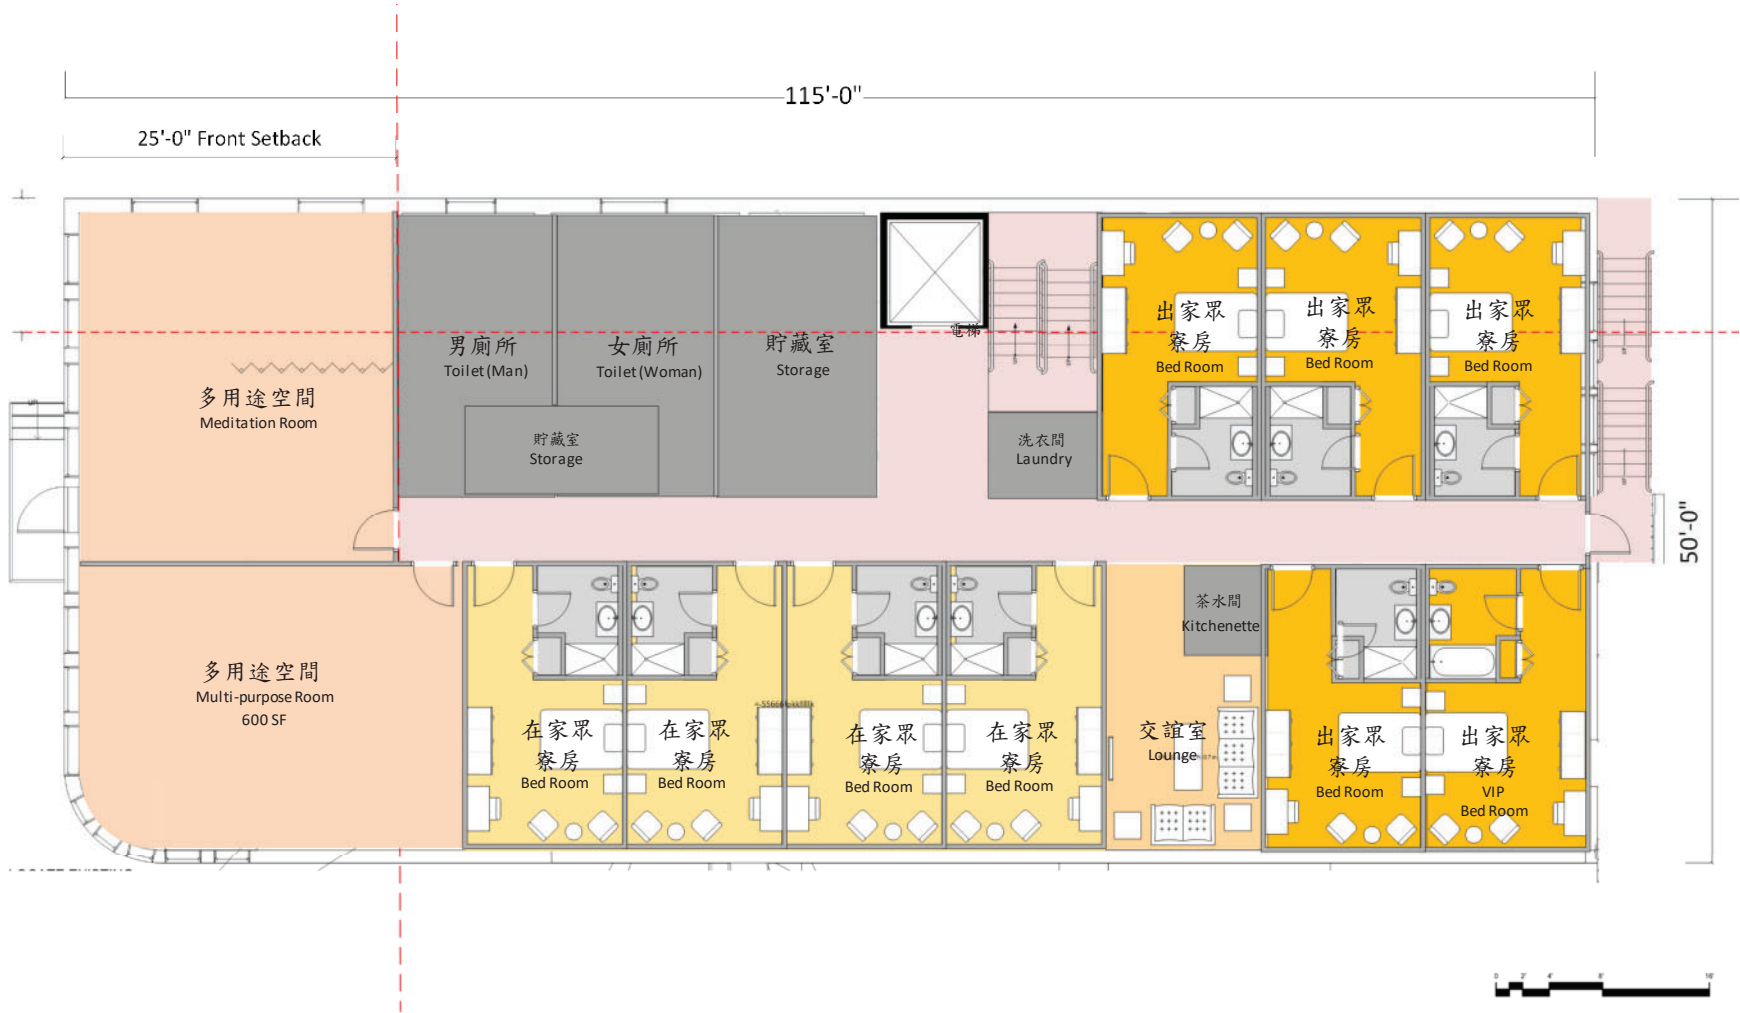 115'-0"
25'-0" Front Setback
電梯
男廁所
Toilet (Man)
女廁所
Toilet (Woman)
貯藏室
Storage
出家眾
寮房
Bed Room
出家眾
寮房
Bed Room
出家眾
寮房
Bed Room
多用途空間
Meditation Room
貯藏室
Storage
洗衣間
Laundry
50'-0"
多用途空間
Multi-purpose Room
600 SF
茶水間
Kitchenette
在家眾
寮房
Bed Room
在家眾
寮房
Bed Room
在家眾
寮房
Bed Room
在家眾
寮房
Bed Room
交誼室
Lounge
出家眾
寮房
Bed Room
出家眾
寮房
VIP
Bed Room
0 2' 4' 8' 16'